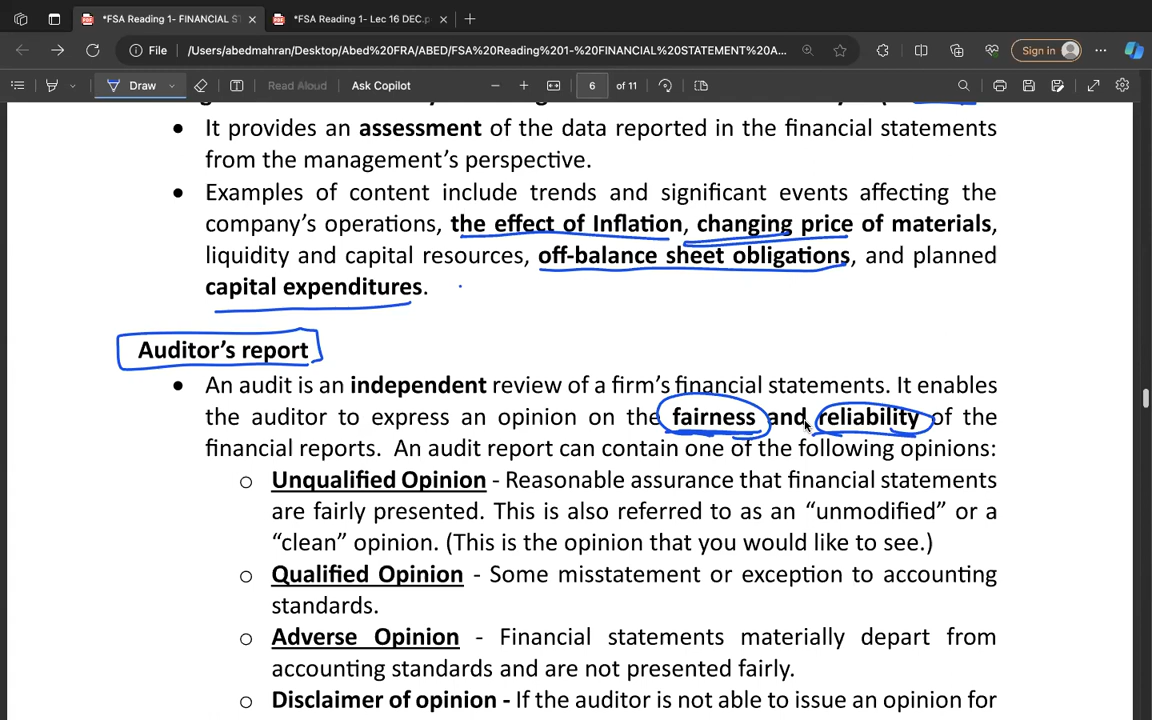 *FSA Reading 1- FINANCIAL ST
*FSA Reading 1- Lec 16 DEC.p
File
/Users/abedmahran/Desktop/Abed%20FRA/ABED/FSA%20Reading%201-%20FINANCIAL%20STATEMENT%20A...
Sign in
Draw
Read Aloud
Ask Copilot
6 of 11
• It provides an assessment of the data reported in the financial statements
from the management's perspective.
• Examples of content include trends and significant events affecting the
company's operations, the effect of Inflation, changing price of materials,
liquidity and capital resources, off-balance sheet obligations, and planned
capital expenditures.
Auditor's report
• An audit is an independent review of a firm's financial statements. It enables
the auditor to express an opinion on the fairness and reliability of the
financial reports. An audit report can contain one of the following opinions:
o Unqualified Opinion - Reasonable assurance that financial statements
are fairly presented. This is also referred to as an “unmodified” or a
“clean” opinion. (This is the opinion that you would like to see.)
o Qualified Opinion - Some misstatement or exception to accounting
standards.
o Adverse Opinion - Financial statements materially depart from
accounting standards and are not presented fairly.
o Disclaimer of opinion - If the auditor is not able to issue an opinion for